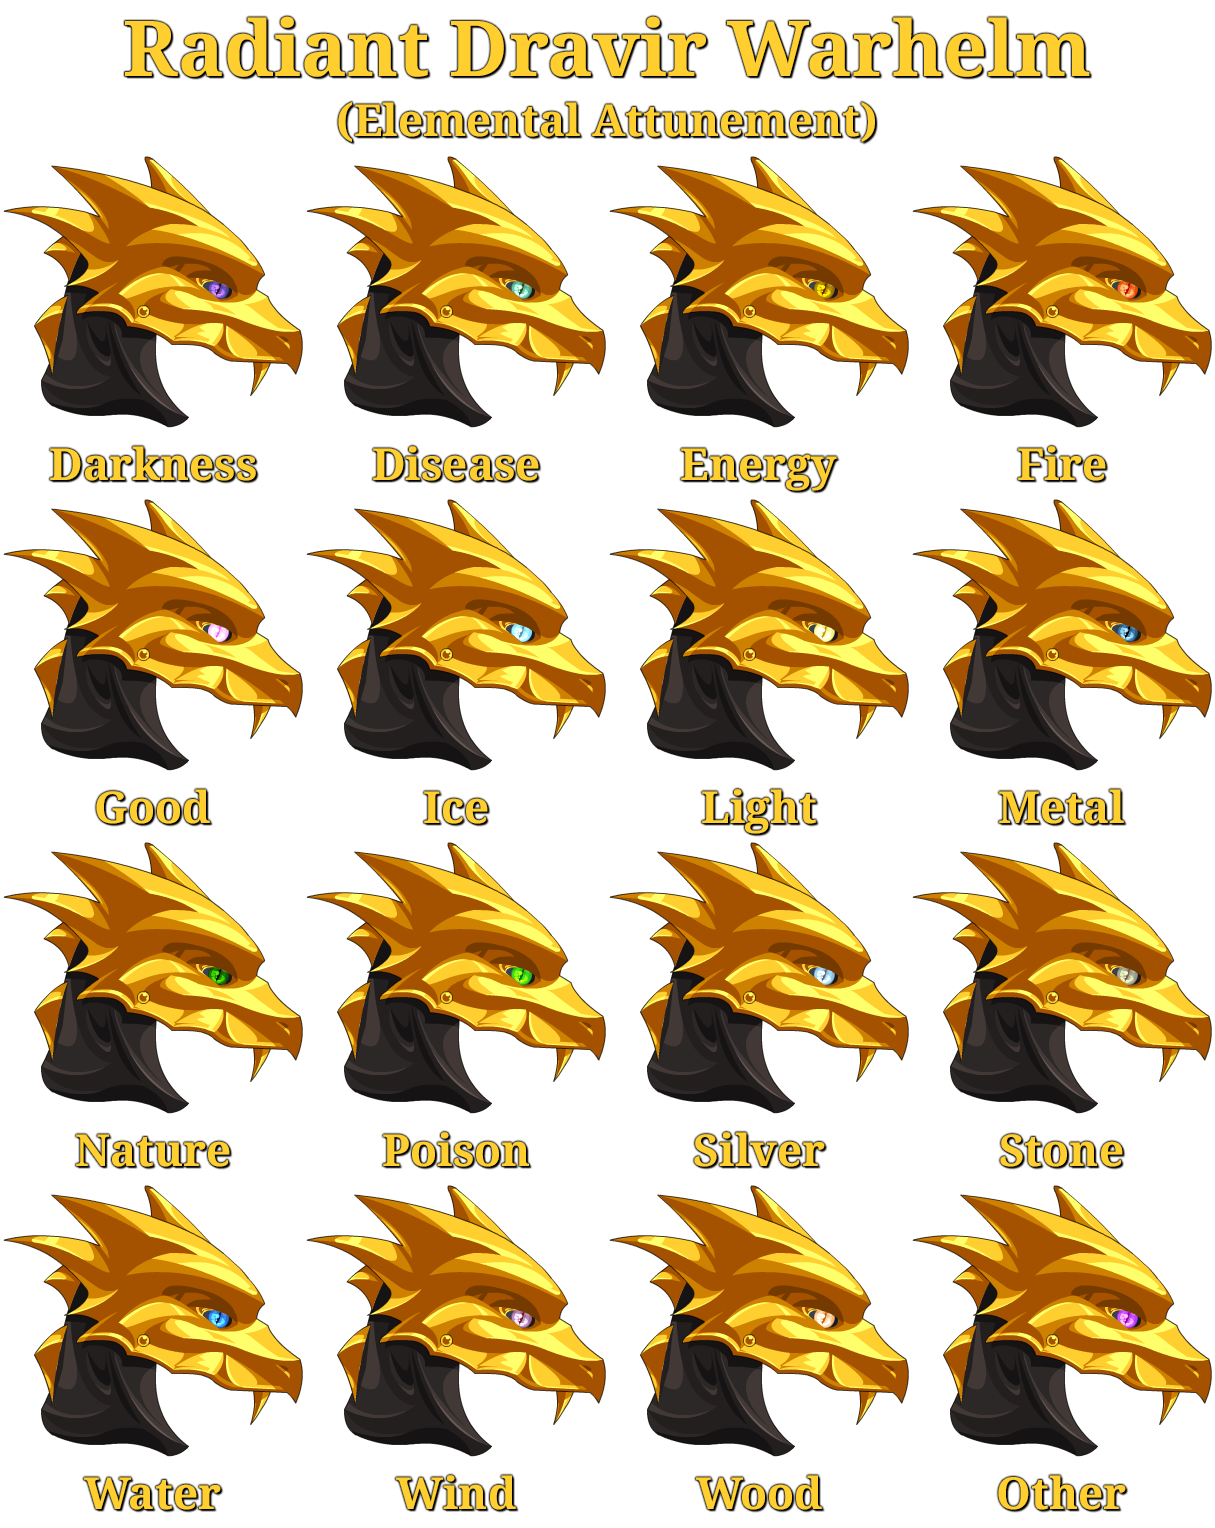 Radiant Dravir Warhelm
(Elemental Attunement)
Darkness Disease Energy Fire
Good Ice Light Metal
Nature Poison Silver Stone
Water Wind Wood Other